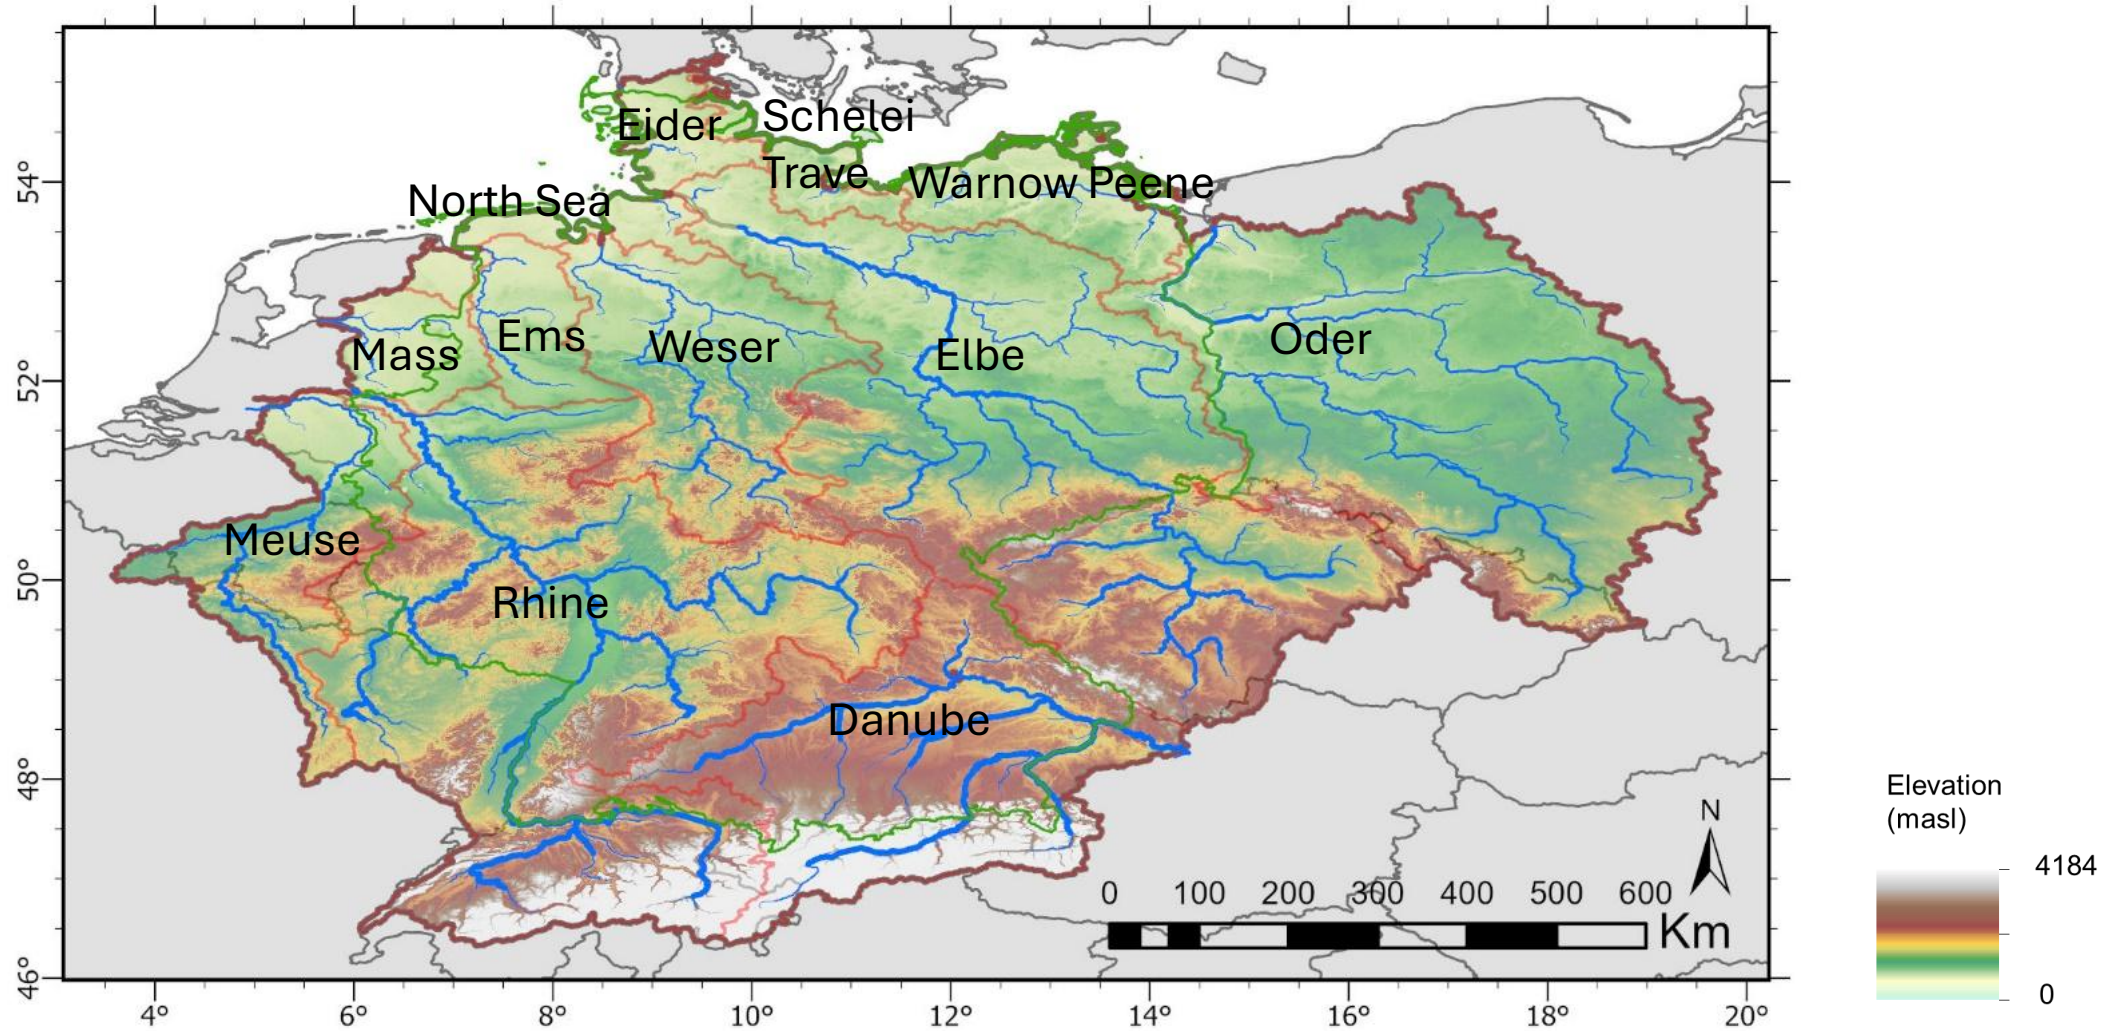 Eider
Schelei
Trave
Warnow Peene
North Sea
Mass
Ems
Weser
Elbe
Oder
Meuse
Rhine
Danube
54°
52°
50°
48°
46°
4°
6°
8°
10°
12°
14°
16°
18°
20°
N
0 100 200 300 400 500 600
Km
Elevation
(masl)
4184
0